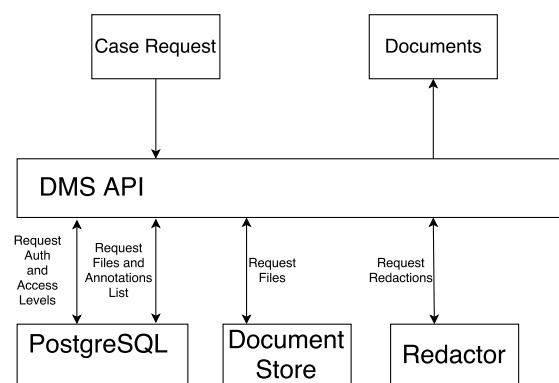 Case Request
Documents
DMS API
Request
Auth
and
Access
Levels
Request
Files and
Annotations
List
Request
Files
Request
Redactions
PostgreSQL
Document
Store
Redactor